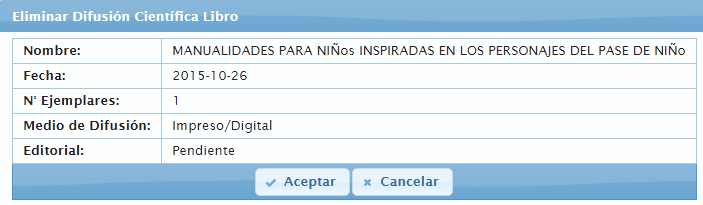 Eliminar Difusión Científica Libro
Nombre: MANUALIDADES PARA NIÑos INSPIRADAS EN LOS PERSONAJES DEL PASE DE NIÑo
Fecha: 2015-10-26
N° Ejemplares: 1
Medio de Difusión: Impreso/Digital
Editorial: Pendiente
Aceptar Cancelar